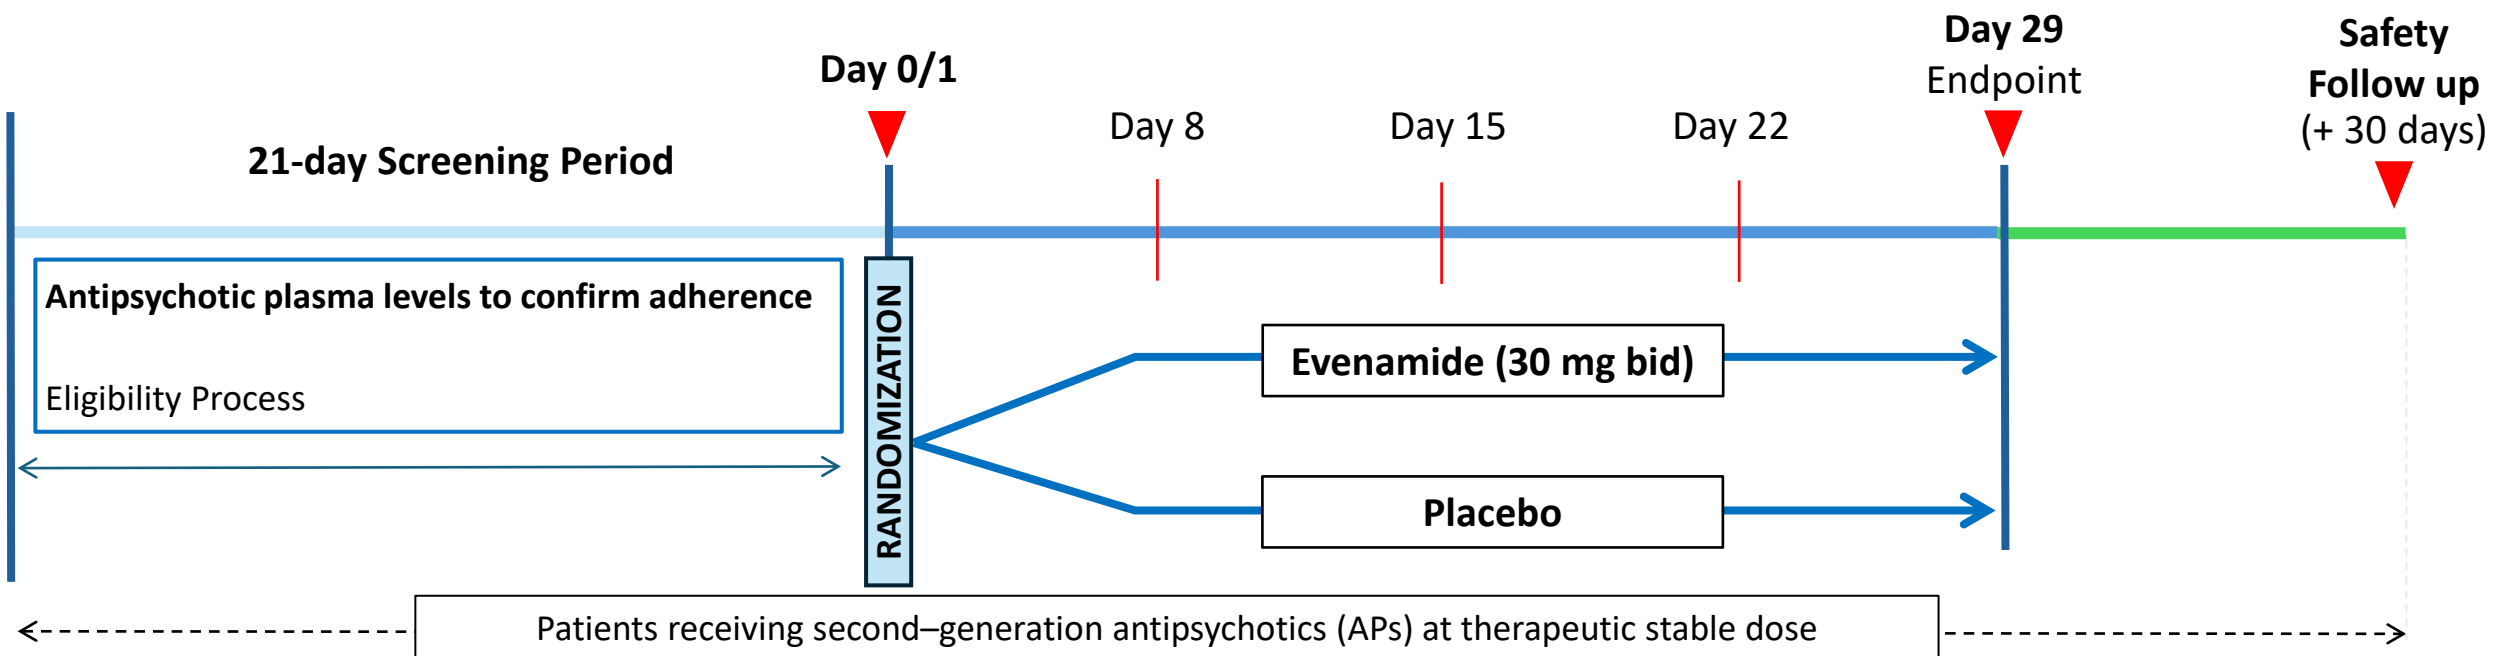 Day 0/1
Day 29
Endpoint
Safety
Follow up
(+ 30 days)
21-day Screening Period
Day 8
Day 15
Day 22
Antipsychotic plasma levels to confirm adherence
Eligibility Process
RANDOMIZATION
Evenamide (30 mg bid)
Placebo
Patients receiving second–generation antipsychotics (APs) at therapeutic stable dose